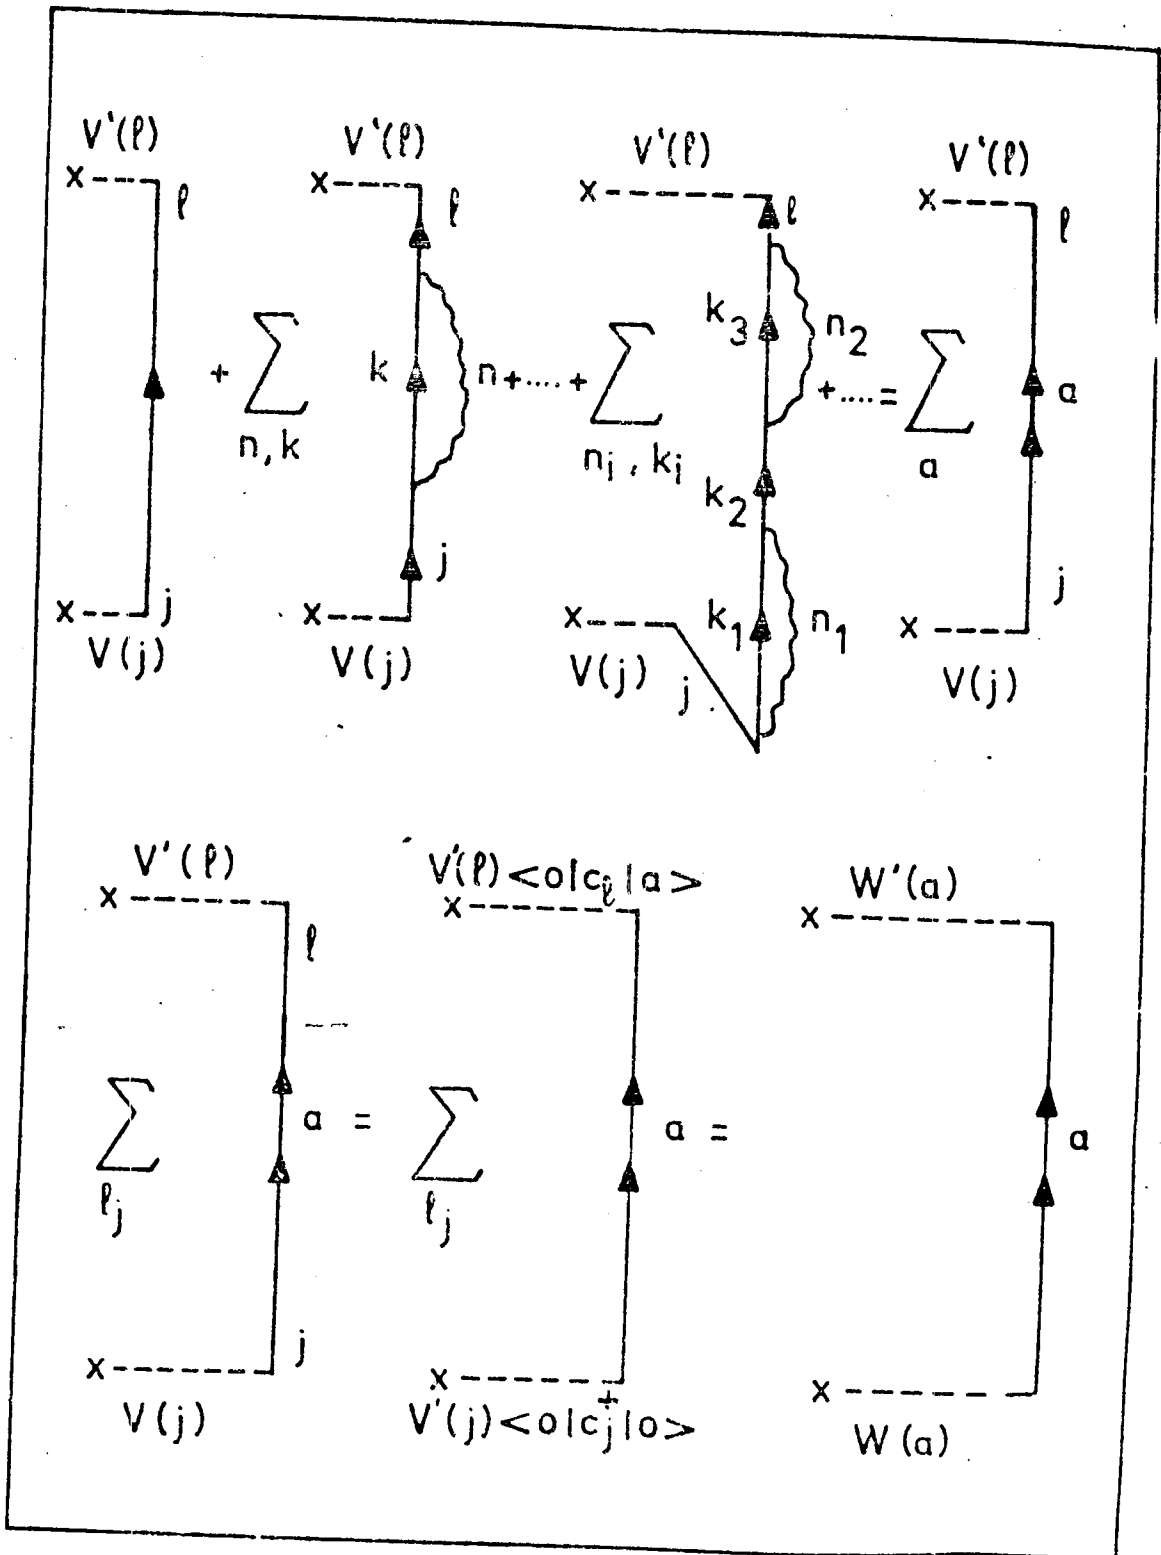 V'(ℓ) V'(ℓ) V'(ℓ) V'(ℓ)
x x x x
ℓ ℓ ℓ ℓ
+ ∑ k n +....+ ∑ k3 n2 +....= ∑ a
n,k nj , kj k2 a
j j k1 n1 j
x x x x
V(j) V(j) V(j) j V(j)
V'(ℓ) V'(ℓ)<o|cℓ|a> W'(a)
x x x
ℓ
∑ a = ∑ a = a
ℓj ℓj
j
x x x
V(j) V'(j)<o|c+j|o> W(a)